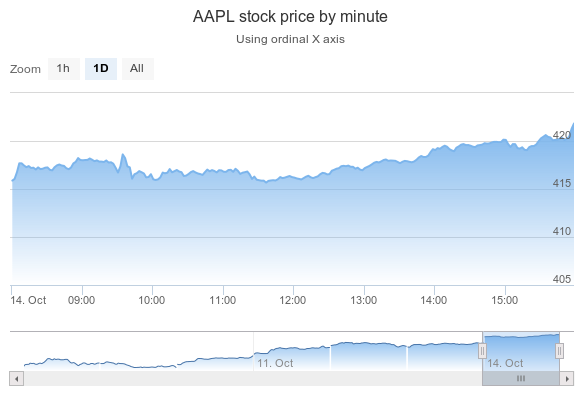 AAPL stock price by minute
Using ordinal X axis
Zoom 1h 1D All
420
415
410
405
14. Oct 09:00 10:00 11:00 12:00 13:00 14:00 15:00
11. Oct 14. Oct